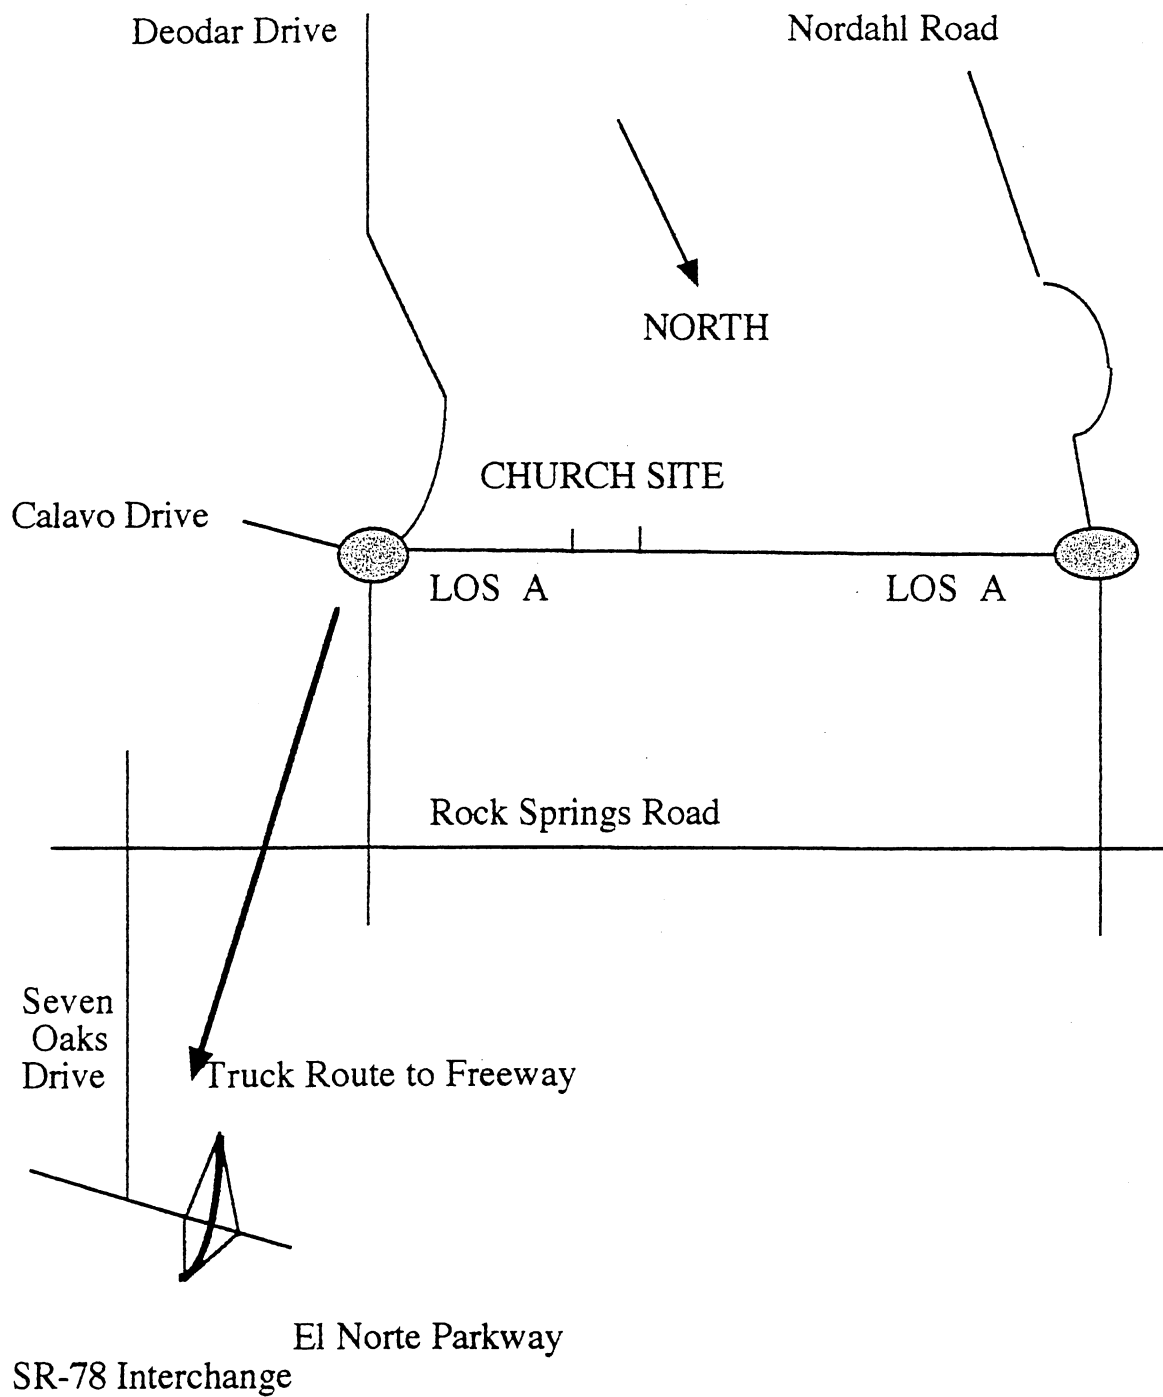 Deodar Drive
Nordahl Road
NORTH
CHURCH SITE
Calavo Drive
LOS A
LOS A
Rock Springs Road
Seven
Oaks
Drive
Truck Route to Freeway
El Norte Parkway
SR-78 Interchange